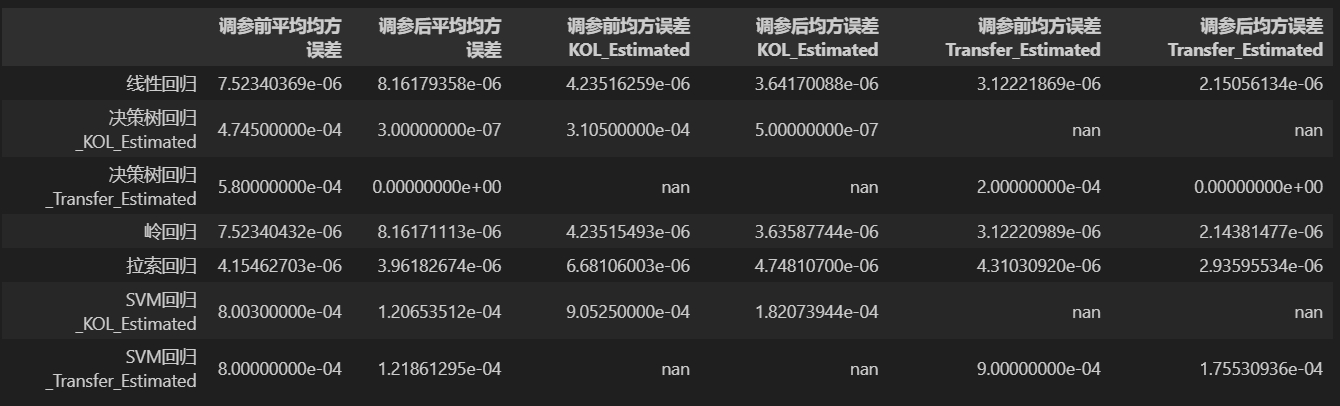 调参前平均均方误差 调参后平均均方误差 调参前均方误差 KOL_Estimated 调参后均方误差 KOL_Estimated 调参前均方误差 Transfer_Estimated 调参后均方误差 Transfer_Estimated
线性回归 7.52340369e-06 8.16179358e-06 4.23516259e-06 3.64170088e-06 3.12221869e-06 2.15056134e-06
决策树回归_KOL_Estimated 4.74500000e-04 3.00000000e-07 3.10500000e-04 5.00000000e-07 nan nan
决策树回归_Transfer_Estimated 5.80000000e-04 0.00000000e+00 nan nan 2.00000000e-04 0.00000000e+00
岭回归 7.52340432e-06 8.16171113e-06 4.23515493e-06 3.63587744e-06 3.12220989e-06 2.14381477e-06
拉索回归 4.15462703e-06 3.96182674e-06 6.68106003e-06 4.74810700e-06 4.31030920e-06 2.93595534e-06
SVM回归_KOL_Estimated 8.00300000e-04 1.20653512e-04 9.05250000e-04 1.82073944e-04 nan nan
SVM回归_Transfer_Estimated 8.00000000e-04 1.21861295e-04 nan nan 9.00000000e-04 1.75530936e-04